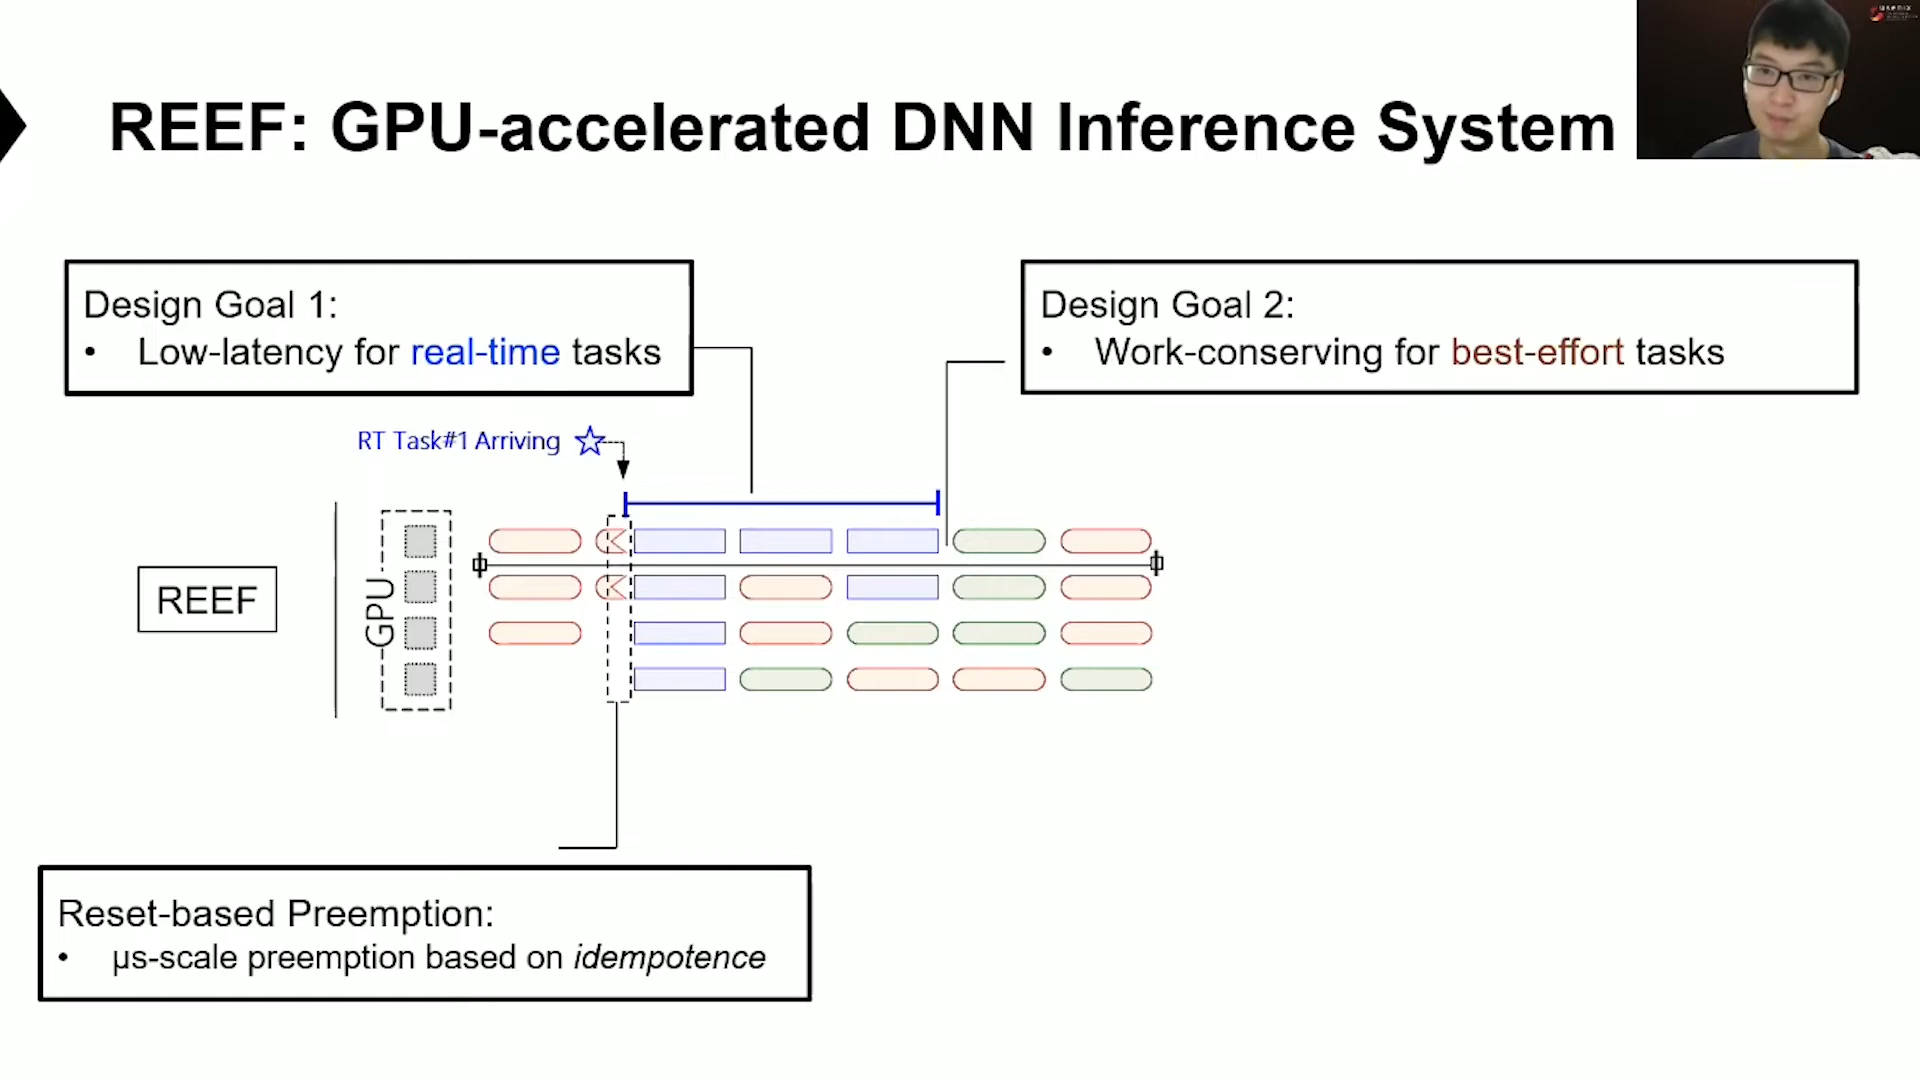 REEF: GPU-accelerated DNN Inference System
usenix
Design Goal 1:
• Low-latency for real-time tasks
Design Goal 2:
• Work-conserving for best-effort tasks
RT Task#1 Arriving
REEF
GPU
Reset-based Preemption:
• µs-scale preemption based on idempotence